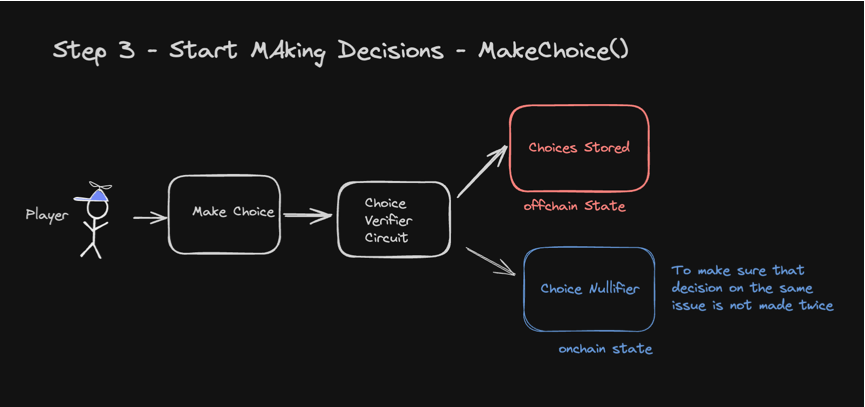 Step 3 - Start MAking Decisions - MakeChoice()
Player
Make Choice
Choice
Verifier
Circuit
Choices Stored
offchain State
Choice Nullifier
To make sure that
decision on the same
issue is not made twice
onchain state